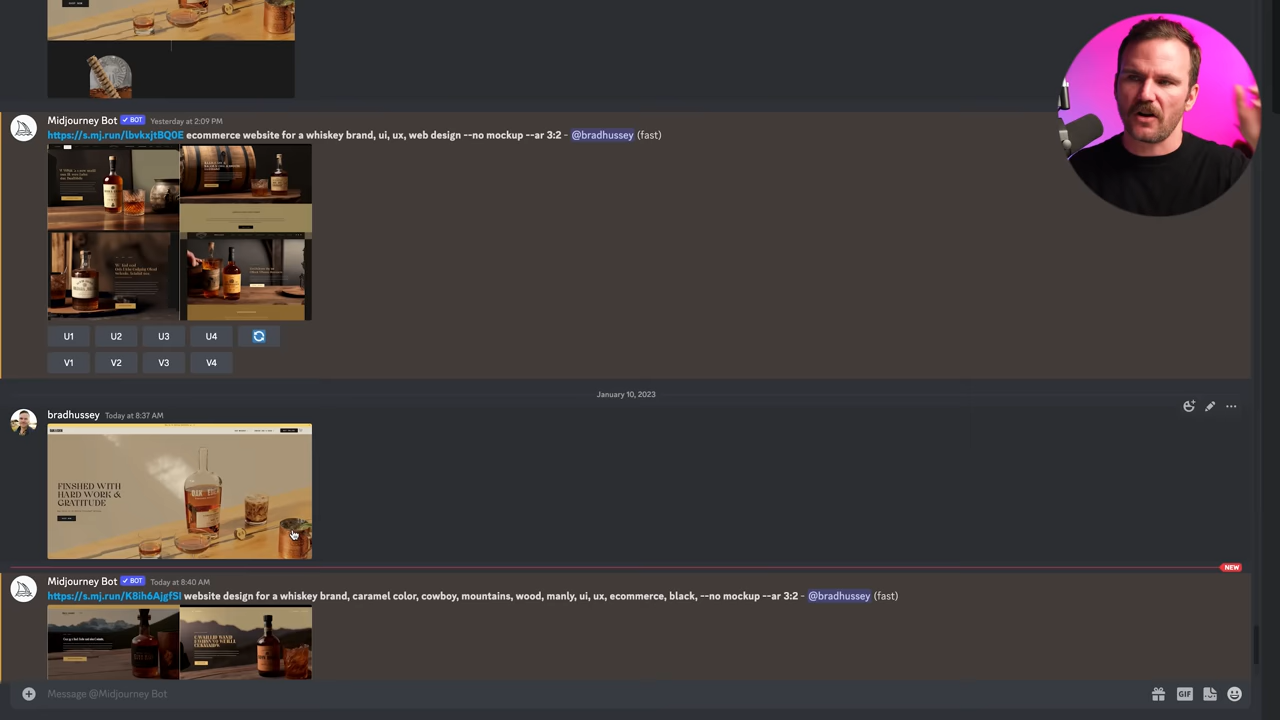 Midjourney Bot ✓ BOT Yesterday at 2:09 PM
https://s.mj.run/lbvkxjtBQ0E ecommerce website for a whiskey brand, ui, ux, web design --no mockup --ar 3:2 - @bradhussey (fast)
U1 U2 U3 U4
V1 V2 V3 V4
January 10, 2023
bradhussey Today at 8:37 AM
FINSHED WITH
HARD WORK &
GRATITUDE
NEW
Midjourney Bot ✓ BOT Today at 8:40 AM
https://s.mj.run/K8ih6AjgfSI website design for a whiskey brand, caramel color, cowboy, mountains, wood, manly, ui, ux, ecommerce, black, --no mockup --ar 3:2 - @bradhussey (fast)
Message @Midjourney Bot
GIF